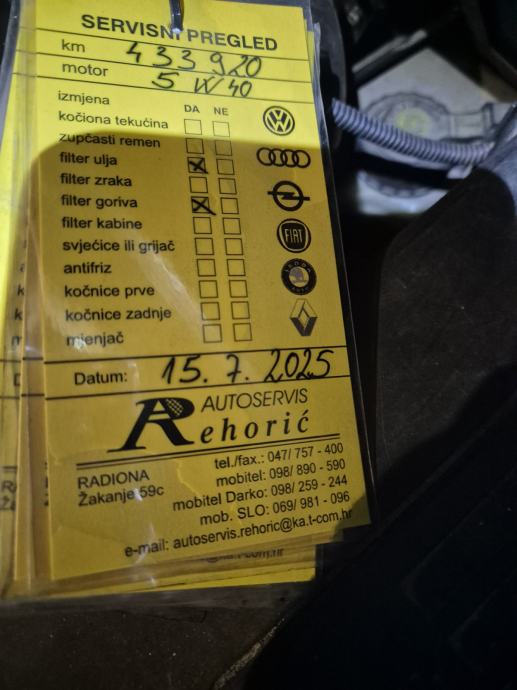 SERVISNI PREGLED
km 433920
motor 5W40
izmjena DA NE
kočiona tekućina
zupčasti remen
filter ulja
filter zraka
filter goriva
filter kabine
FIAT
svjećice ili grijač
antifriz
kočnice prve
kočnice zadnje
mjenjač
Datum: 15. 7. 2025
AUTOSERVIS
Rehorić
RADIONA
Žakanje 59c
tel./fax.: 047/ 757 - 400
mobitel: 098/ 890 - 590
mobitel Darko: 098/ 259 - 244
mob. SLO: 069/ 981 - 096
e-mail: autoservis.rehoric@ka.t-com.hr